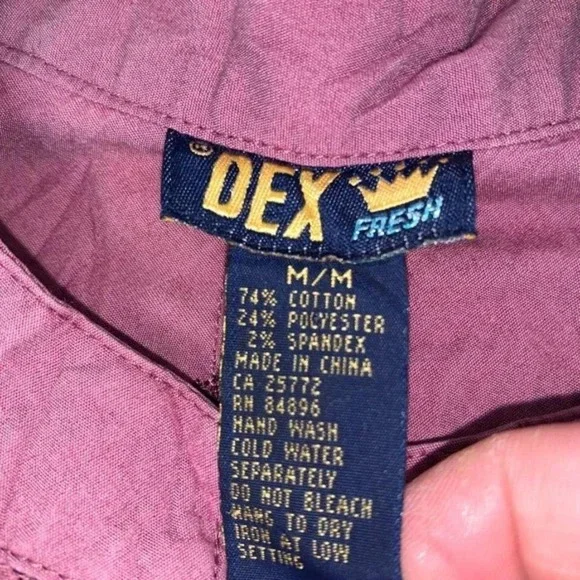 ® DEX
FRESH
M/M
74% COTTON
24% POLYESTER
2% SPANDEX
MADE IN CHINA
CA 25772
RN 84896
HAND WASH
COLD WATER
SEPARATELY
DO NOT BLEACH
HANG TO DRY
IRON AT LOW
SETTING